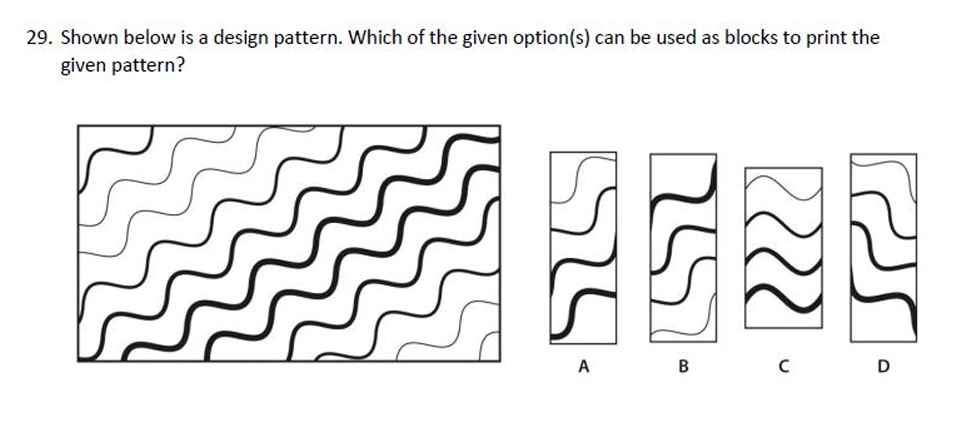 29. Shown below is a design pattern. Which of the given option(s) can be used as blocks to print the
given pattern?
A B C D